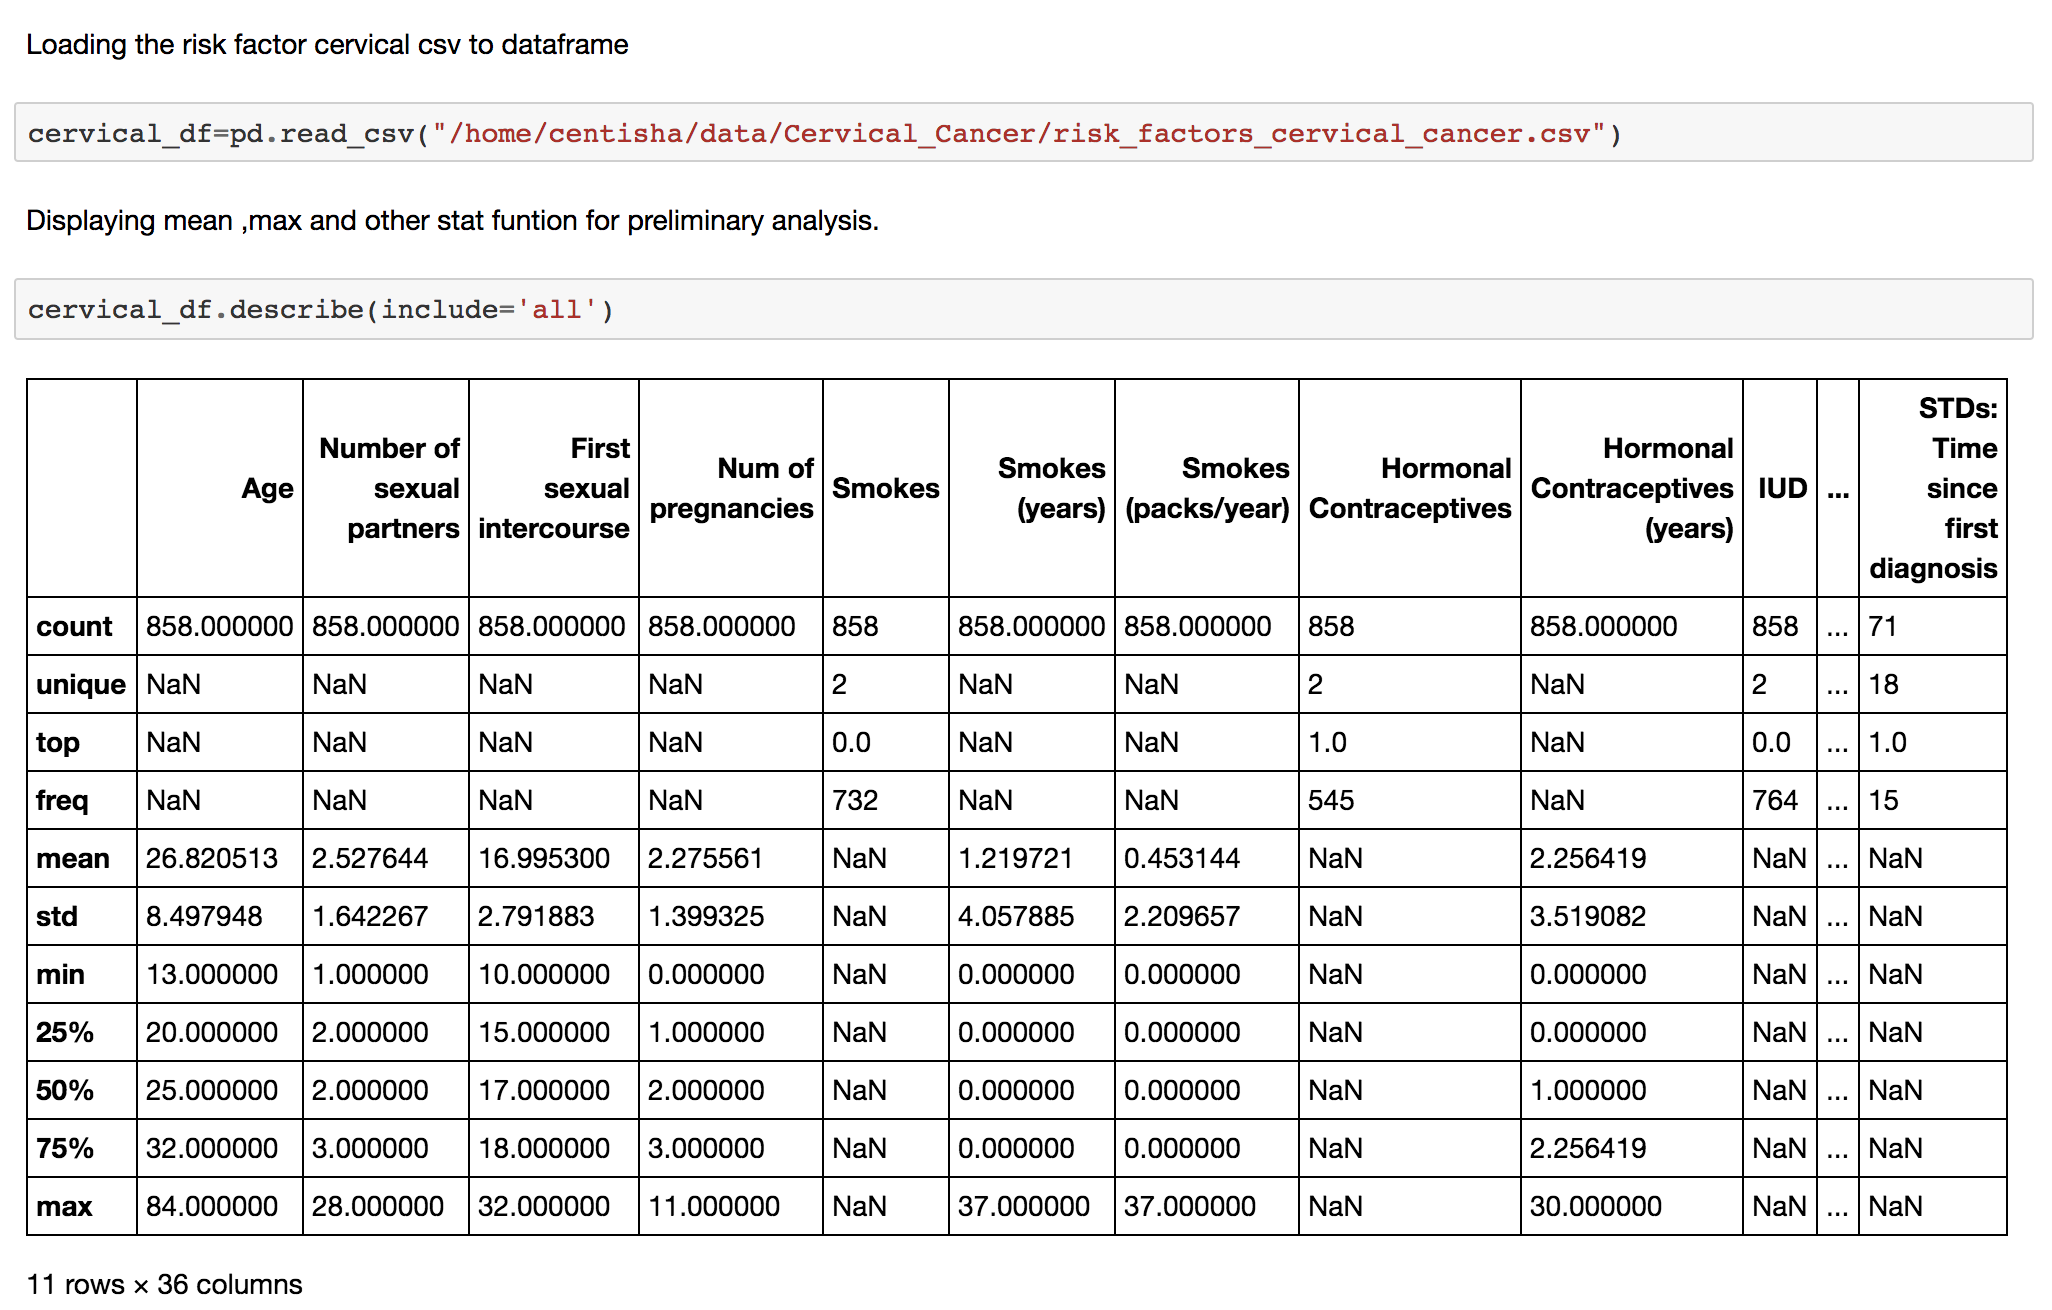 Loading the risk factor cervical csv to dataframe
cervical_df=pd.read_csv("/home/centisha/data/Cervical_Cancer/risk_factors_cervical_cancer.csv")
Displaying mean ,max and other stat funtion for preliminary analysis.
cervical_df.describe(include='all')
Age
Number of
sexual
partners
First
sexual
intercourse
Num of
pregnancies
Smokes
Smokes
(years)
Smokes
(packs/year)
Hormonal
Contraceptives
Hormonal
Contraceptives
(years)
IUD
...
STDs:
Time
since
first
diagnosis
count 858.000000 858.000000 858.000000 858.000000 858 858.000000 858.000000 858 858.000000 858 ... 71
unique NaN NaN NaN NaN 2 NaN NaN 2 NaN 2 ... 18
top NaN NaN NaN NaN 0.0 NaN NaN 1.0 NaN 0.0 ... 1.0
freq NaN NaN NaN NaN 732 NaN NaN 545 NaN 764 ... 15
mean 26.820513 2.527644 16.995300 2.275561 NaN 1.219721 0.453144 NaN 2.256419 NaN ... NaN
std 8.497948 1.642267 2.791883 1.399325 NaN 4.057885 2.209657 NaN 3.519082 NaN ... NaN
min 13.000000 1.000000 10.000000 0.000000 NaN 0.000000 0.000000 NaN 0.000000 NaN ... NaN
25% 20.000000 2.000000 15.000000 1.000000 NaN 0.000000 0.000000 NaN 0.000000 NaN ... NaN
50% 25.000000 2.000000 17.000000 2.000000 NaN 0.000000 0.000000 NaN 1.000000 NaN ... NaN
75% 32.000000 3.000000 18.000000 3.000000 NaN 0.000000 0.000000 NaN 2.256419 NaN ... NaN
max 84.000000 28.000000 32.000000 11.000000 NaN 37.000000 37.000000 NaN 30.000000 NaN ... NaN
11 rows × 36 columns